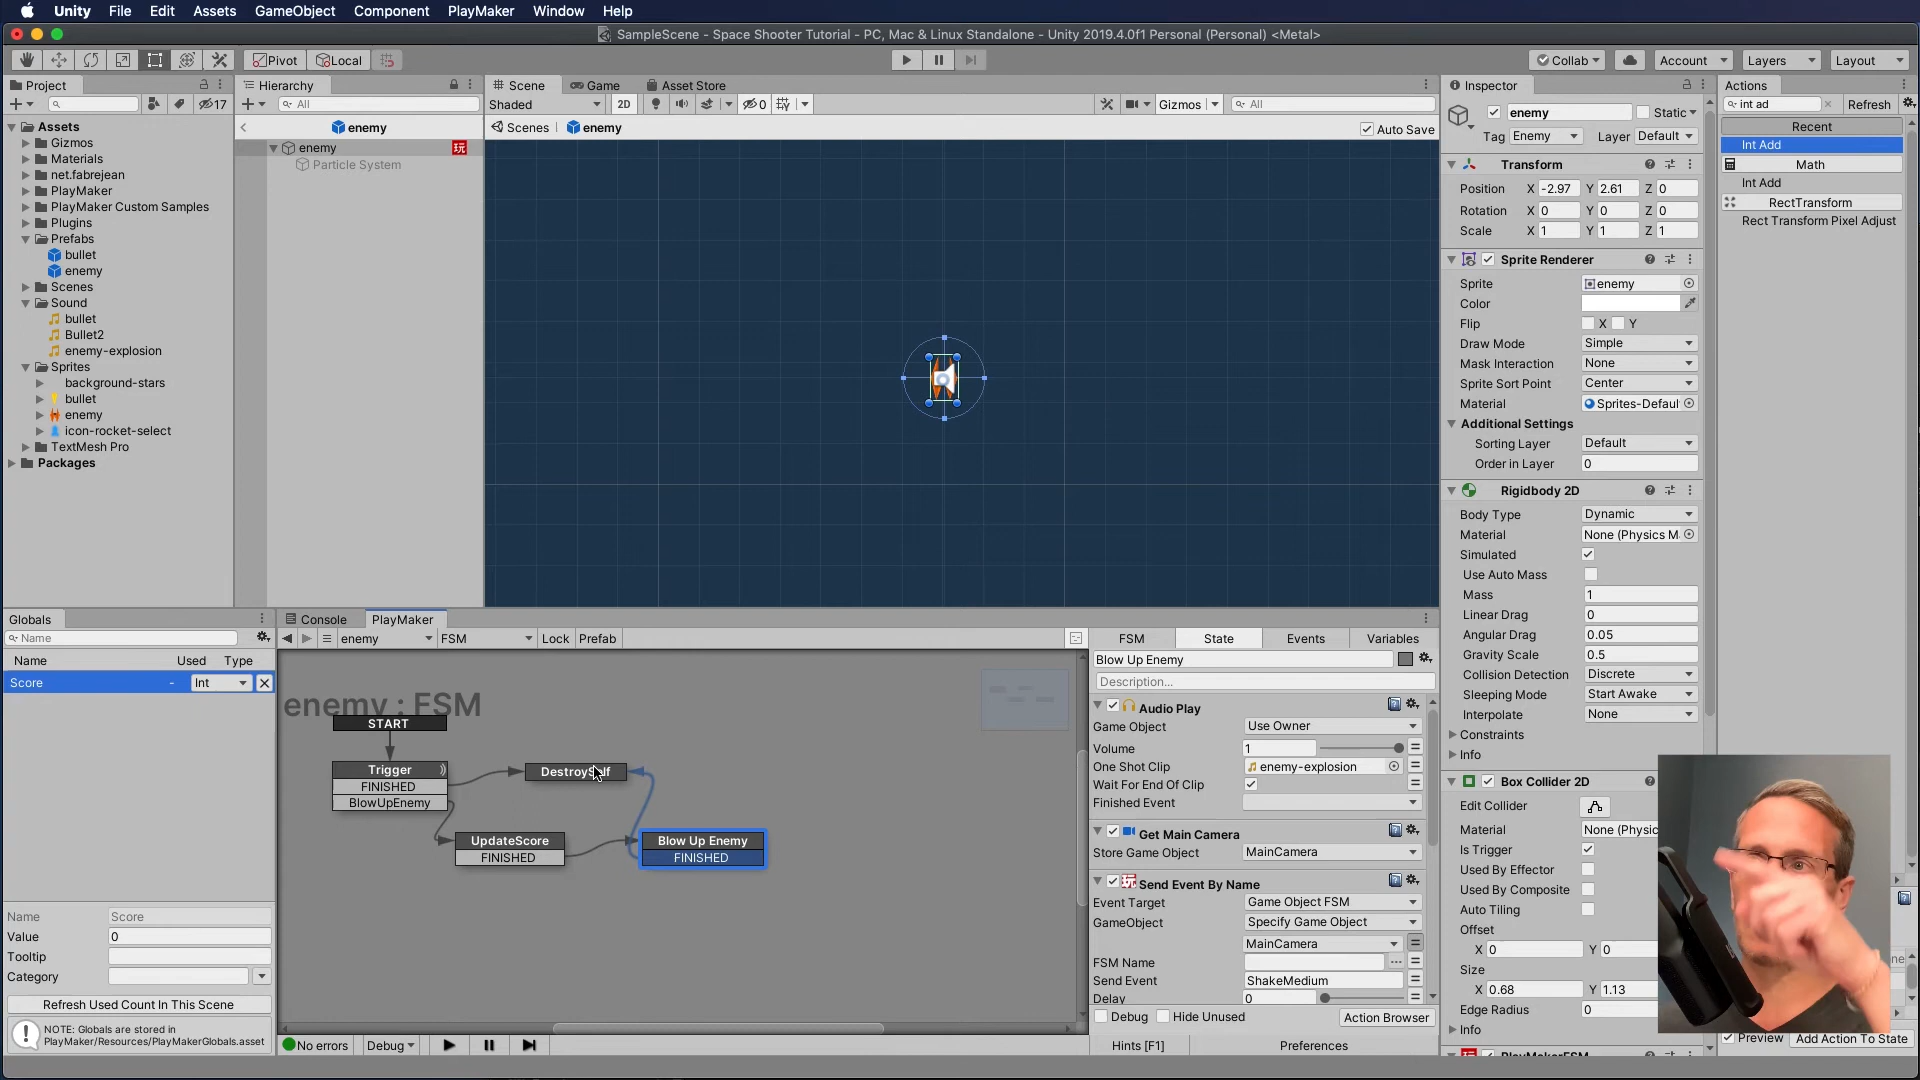 Unity File Edit Assets GameObject Component PlayMaker Window Help
SampleScene - Space Shooter Tutorial - PC, Mac & Linux Standalone - Unity 2019.4.0f1 Personal (Personal) <Metal>
Pivot Local Collab Account Layers Layout
Project
17
Assets
Gizmos
Materials
net.fabrejean
PlayMaker
PlayMaker Custom Samples
Plugins
Prefabs
bullet
enemy
Scenes
Sound
bullet
Bullet2
enemy-explosion
Sprites
background-stars
bullet
enemy
icon-rocket-select
TextMesh Pro
Packages
Hierarchy
All
enemy
enemy
玩
Particle System
Scene Game Asset Store
Shaded 2D 0 Gizmos All
Scenes enemy Auto Save
Inspector
enemy Static
Tag Enemy Layer Default
Transform
Position X -2.97 Y 2.61 Z 0
Rotation X 0 Y 0 Z 0
Scale X 1 Y 1 Z 1
Sprite Renderer
Sprite enemy
Color
Flip X Y
Draw Mode Simple
Mask Interaction None
Sprite Sort Point Center
Material Sprites-Defaul
Additional Settings
Sorting Layer Default
Order in Layer 0
Rigidbody 2D
Body Type Dynamic
Material None (Physics M
Simulated
Use Auto Mass
Mass 1
Linear Drag 0
Angular Drag 0.05
Gravity Scale 0.5
Collision Detection Discrete
Sleeping Mode Start Awake
Interpolate None
Constraints
Info
Box Collider 2D
Edit Collider
Material None (Physic
Is Trigger
Used By Effector
Used By Composite
Auto Tiling
Offset
X 0 Y 0
Size
X 0.68 Y 1.13
Edge Radius 0
Info
PlayMakerFSM
Actions
int ad Refresh
Recent
Int Add
Math
Int Add
RectTransform
Rect Transform Pixel Adjust
Preview Add Action To State
Globals
Name
Name Used Type
Score - Int
Name Score
Value 0
Tooltip
Category
Refresh Used Count In This Scene
NOTE: Globals are stored in
PlayMaker/Resources/PlayMakerGlobals.asset
Console PlayMaker
enemy FSM Lock Prefab
enemy : FSM
START
Trigger
FINISHED
BlowUpEnemy
UpdateScore
FINISHED
Blow Up Enemy
FINISHED
No errors Debug
FSM State Events Variables
Blow Up Enemy
Description...
Audio Play
Game Object Use Owner
Volume 1
One Shot Clip enemy-explosion
Wait For End Of Clip
Finished Event
Get Main Camera
Store Game Object MainCamera
Send Event By Name
Event Target Game Object FSM
GameObject Specify Game Object
MainCamera
FSM Name
Send Event ShakeMedium
Delay 0
Debug Hide Unused Action Browser
Hints [F1] Preferences